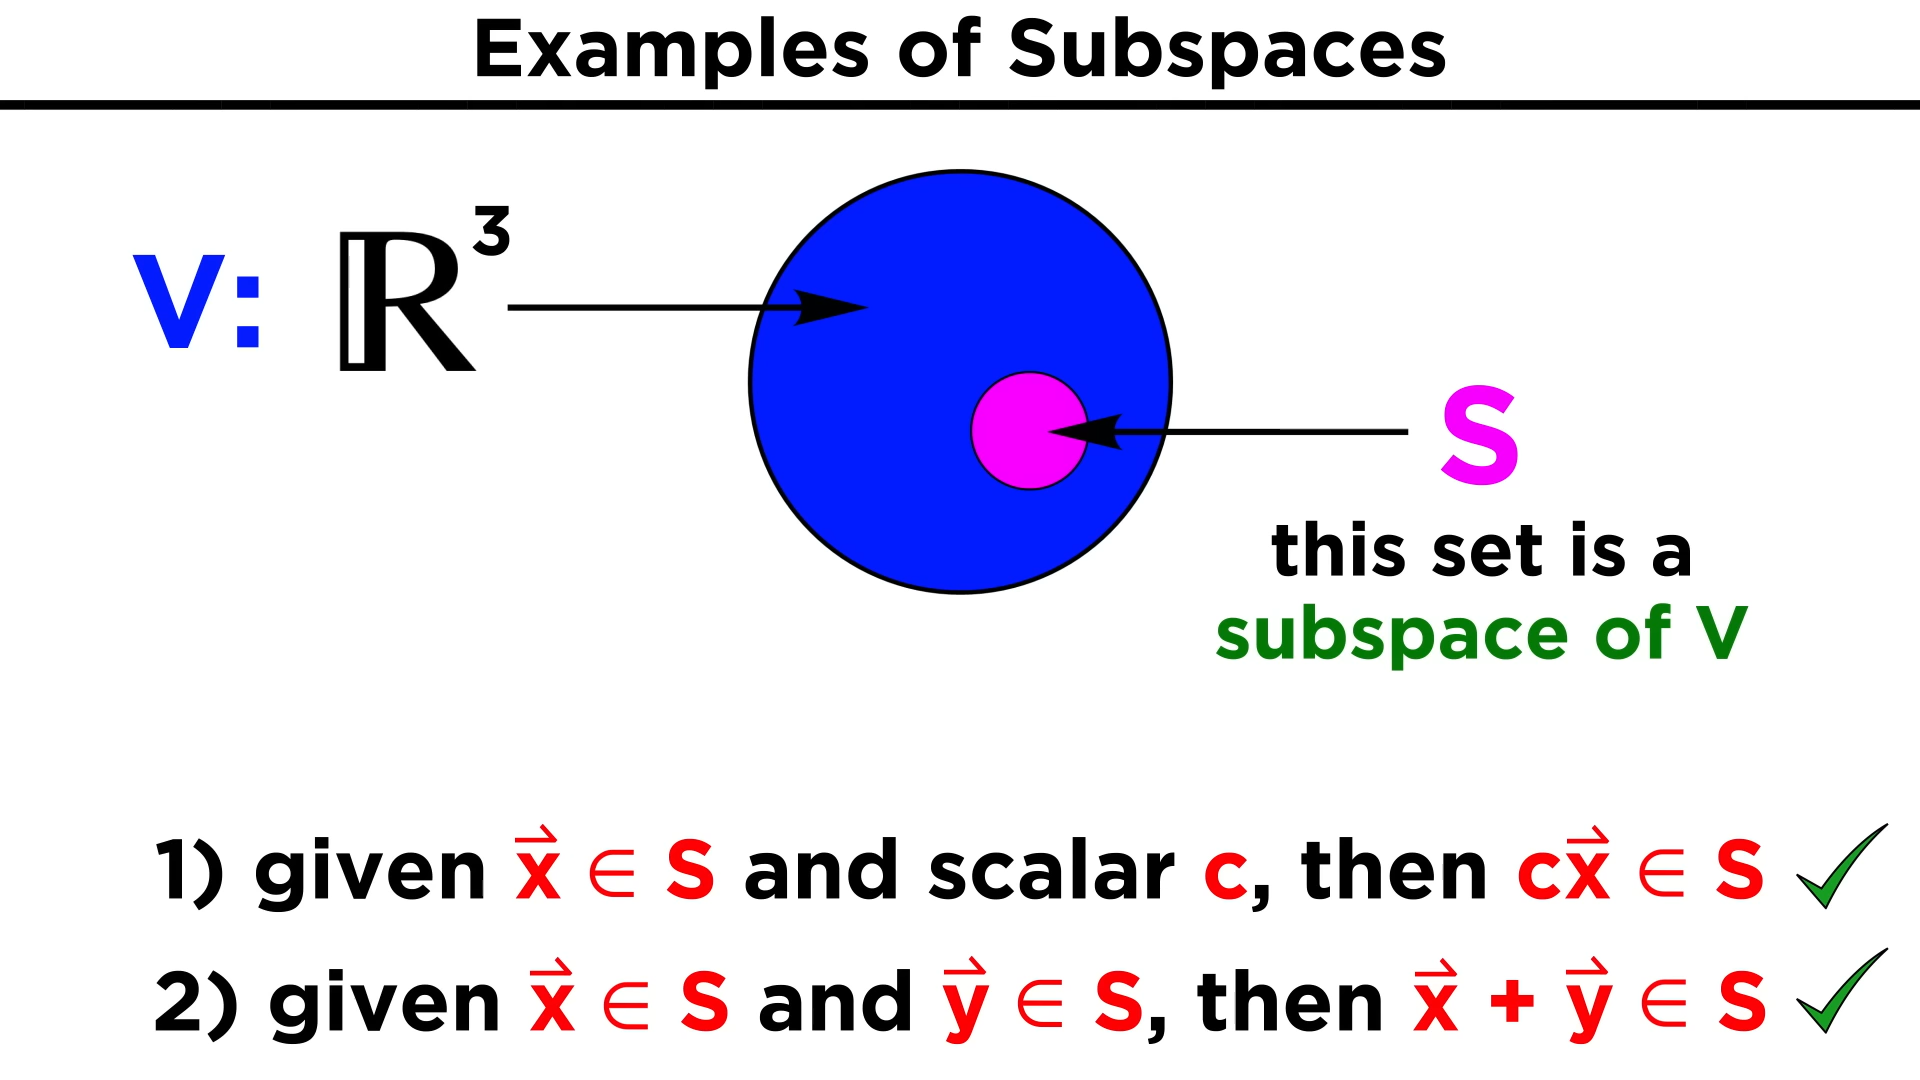 Examples of Subspaces
V: ℝ³
S
this set is a
subspace of V
1) given x⃗ ∈ S and scalar c, then cx⃗ ∈ S
2) given x⃗ ∈ S and y⃗ ∈ S, then x⃗ + y⃗ ∈ S